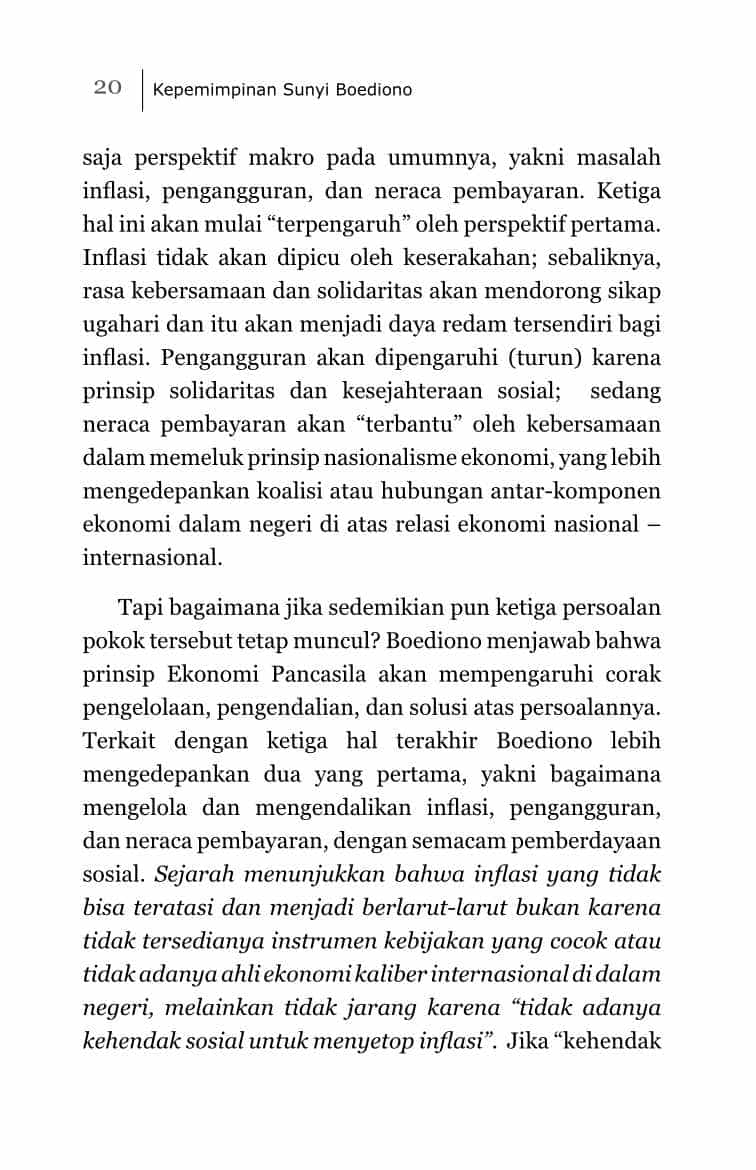 20
Kepemimpinan Sunyi Boediono
saja perspektif makro pada umumnya, yakni masalah
inflasi, pengangguran, dan neraca pembayaran. Ketiga
hal ini akan mulai “terpengaruh” oleh perspektif pertama.
Inflasi tidak akan dipicu oleh keserakahan; sebaliknya,
rasa kebersamaan dan solidaritas akan mendorong sikap
ugahari dan itu akan menjadi daya redam tersendiri bagi
inflasi. Pengangguran akan dipengaruhi (turun) karena
prinsip solidaritas dan kesejahteraan sosial; sedang
neraca pembayaran akan “terbantu” oleh kebersamaan
dalam memeluk prinsip nasionalisme ekonomi, yang lebih
mengedepankan koalisi atau hubungan antar-komponen
ekonomi dalam negeri di atas relasi ekonomi nasional –
internasional.
Tapi bagaimana jika sedemikian pun ketiga persoalan
pokok tersebut tetap muncul? Boediono menjawab bahwa
prinsip Ekonomi Pancasila akan mempengaruhi corak
pengelolaan, pengendalian, dan solusi atas persoalannya.
Terkait dengan ketiga hal terakhir Boediono lebih
mengedepankan dua yang pertama, yakni bagaimana
mengelola dan mengendalikan inflasi, pengangguran,
dan neraca pembayaran, dengan semacam pemberdayaan
sosial. Sejarah menunjukkan bahwa inflasi yang tidak
bisa teratasi dan menjadi berlarut-larut bukan karena
tidak tersedianya instrumen kebijakan yang cocok atau
tidak adanya ahli ekonomi kaliber internasional di dalam
negeri, melainkan tidak jarang karena “tidak adanya
kehendak sosial untuk menyetop inflasi”. Jika “kehendak